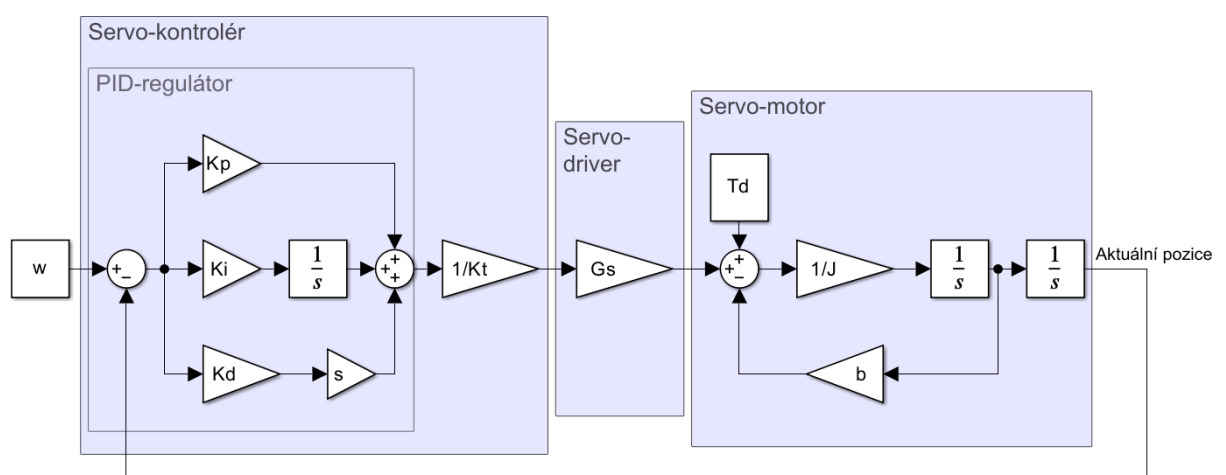 Servo-kontrolér
PID-regulátor
Servo-motor
Servo-
driver
Kp
Td
w
+
−
Ki
1
s
+
+
+
1/Kt
Gs
+
+
−
1/J
1
s
1
s
Aktuální pozice
Kd
s
b